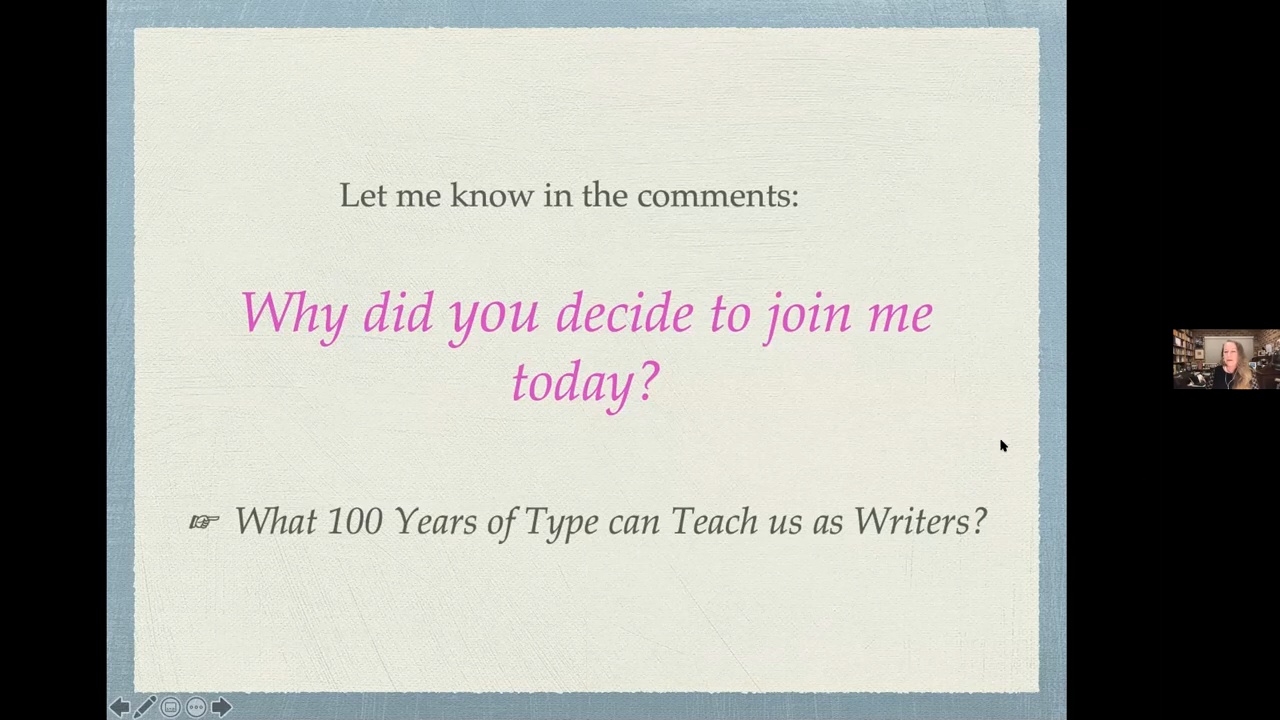 Let me know in the comments:
Why did you decide to join me
today?
☞ What 100 Years of Type can Teach us as Writers?